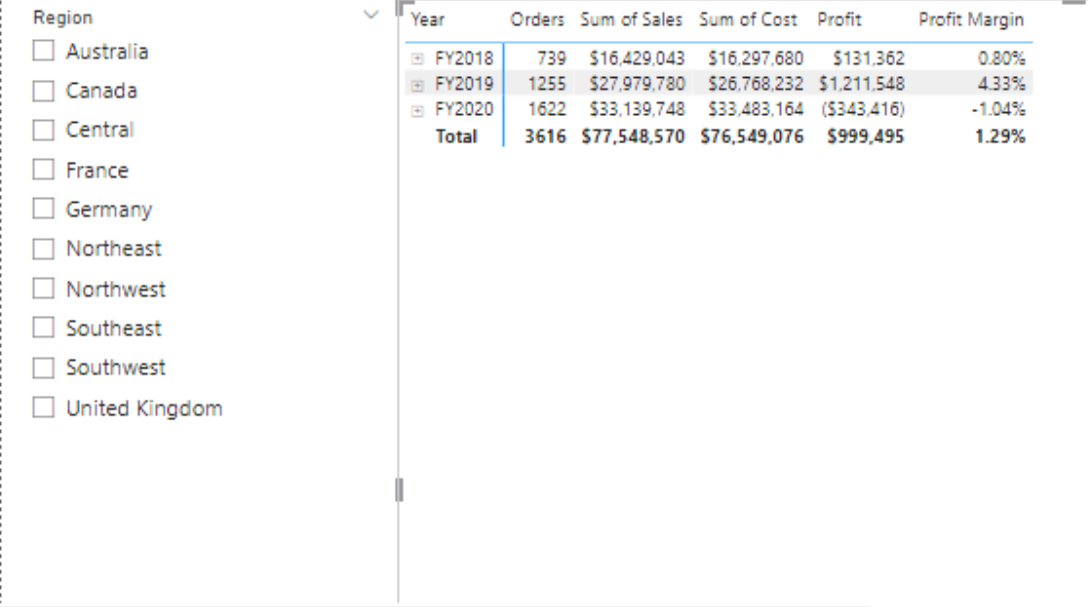 Region
Australia
Canada
Central
France
Germany
Northeast
Northwest
Southeast
Southwest
United Kingdom
Year Orders Sum of Sales Sum of Cost Profit Profit Margin
FY2018 739 $16,429,043 $16,297,680 $131,362 0.80%
FY2019 1255 $27,979,780 $26,768,232 $1,211,548 4.33%
FY2020 1622 $33,139,748 $33,483,164 ($343,416) -1.04%
Total 3616 $77,548,570 $76,549,076 $999,495 1.29%